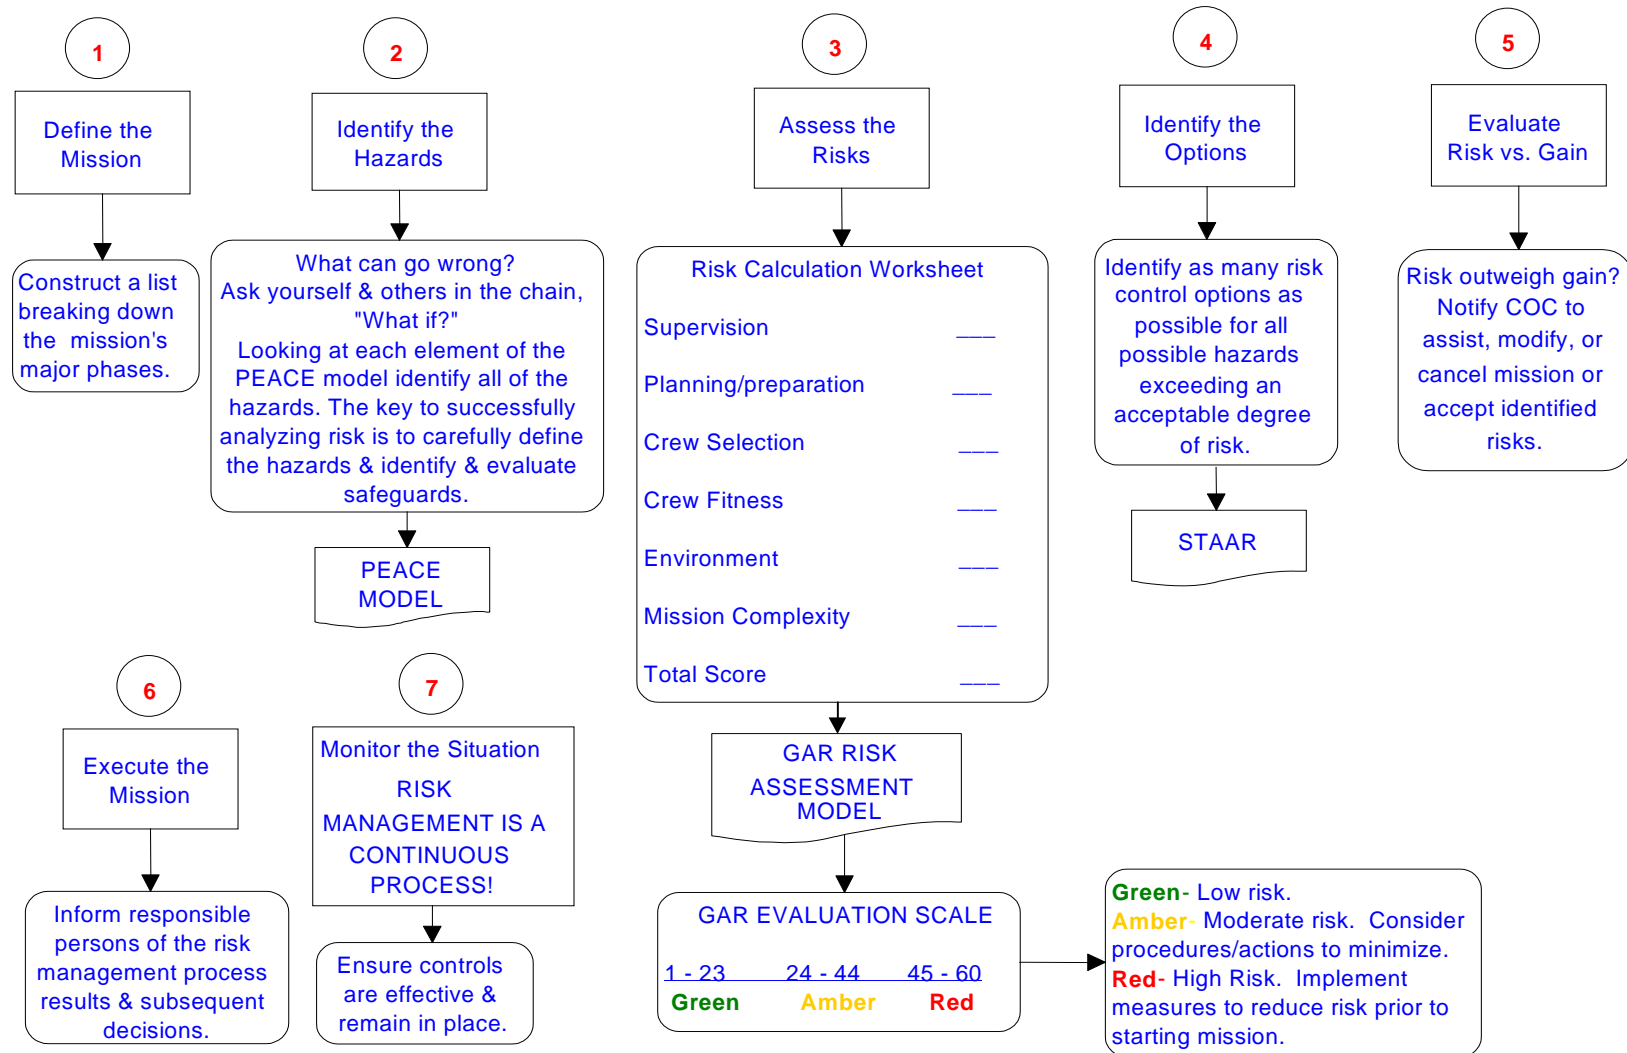 1
Define the
Mission
Construct a list
breaking down
the mission's
major phases.
2
Identify the
Hazards
What can go wrong?
Ask yourself & others in the chain,
"What if?"
Looking at each element of the
PEACE model identify all of the
hazards. The key to successfully
analyzing risk is to carefully define
the hazards & identify & evaluate
safeguards.
PEACE
MODEL
3
Assess the
Risks
Risk Calculation Worksheet
Supervision ___
Planning/preparation ___
Crew Selection ___
Crew Fitness ___
Environment ___
Mission Complexity ___
Total Score ___
GAR RISK
ASSESSMENT
MODEL
GAR EVALUATION SCALE
1 - 23 24 - 44 45 - 60
Green Amber Red
Green- Low risk.
Amber- Moderate risk. Consider
procedures/actions to minimize.
Red- High Risk. Implement
measures to reduce risk prior to
starting mission.
4
Identify the
Options
Identify as many risk
control options as
possible for all
possible hazards
exceeding an
acceptable degree
of risk.
STAAR
5
Evaluate
Risk vs. Gain
Risk outweigh gain?
Notify COC to
assist, modify, or
cancel mission or
accept identified
risks.
6
Execute the
Mission
Inform responsible
persons of the risk
management process
results & subsequent
decisions.
7
Monitor the Situation
RISK
MANAGEMENT IS A
CONTINUOUS
PROCESS!
Ensure controls
are effective &
remain in place.